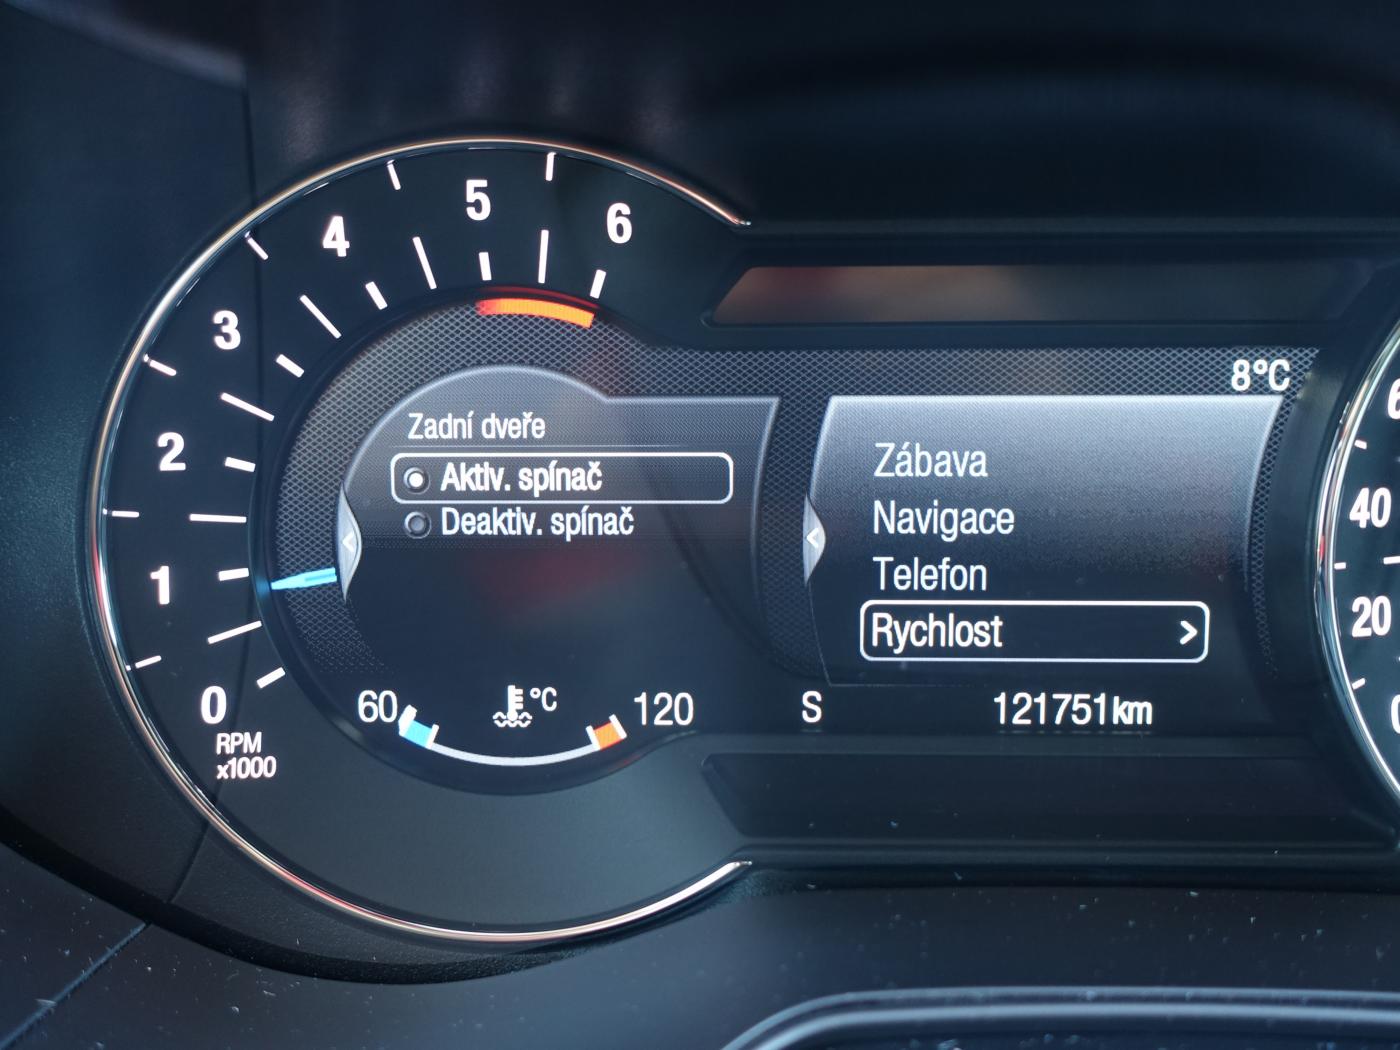 5
6
4
3
2
1
0
RPM
x1000
8°C
Zadní dveře
Aktiv. spínač
Deaktiv. spínač
Zábava
Navigace
Telefon
Rychlost
60
°C
120
S
121751km
40
20